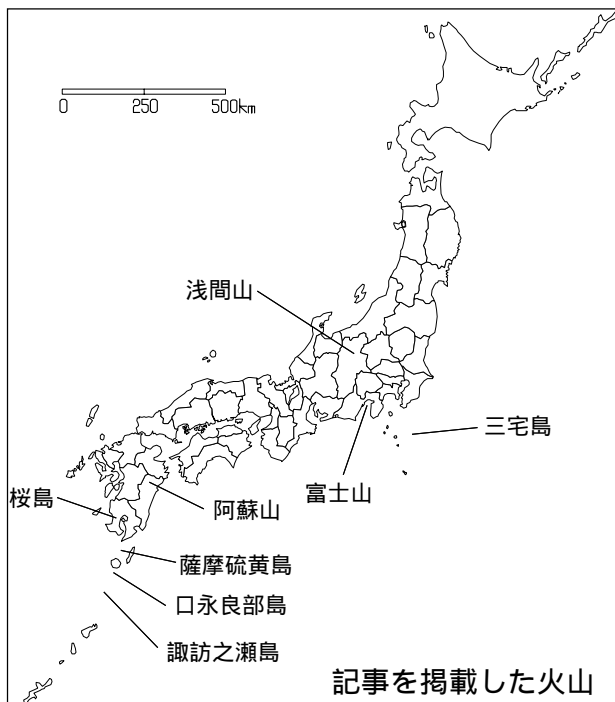 0 250 500km
浅間山
三宅島
富士山
桜島
阿蘇山
薩摩硫黄島
口永良部島
諏訪之瀬島
記事を掲載した火山